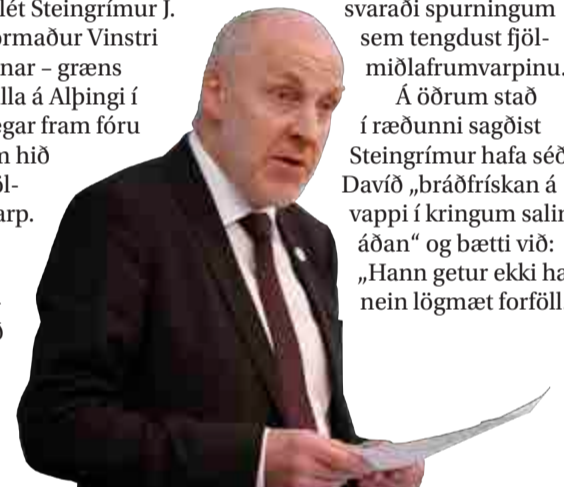 lét Steingrímur J.
ormaður Vinstri
nar – græns
lla á Alþingi í
egar fram fóru
m hið
öl-
arp.
svaraði spurningum
sem tengdust fjöl-
miðlafrumvarpinu.
Á öðrum stað
í ræðunni sagðist
Steingrímur hafa séð
Davíð „bráðfrískan á
vappi í kringum salin
áðan“ og bætti við:
„Hann getur ekki ha
nein lögmæt forföll